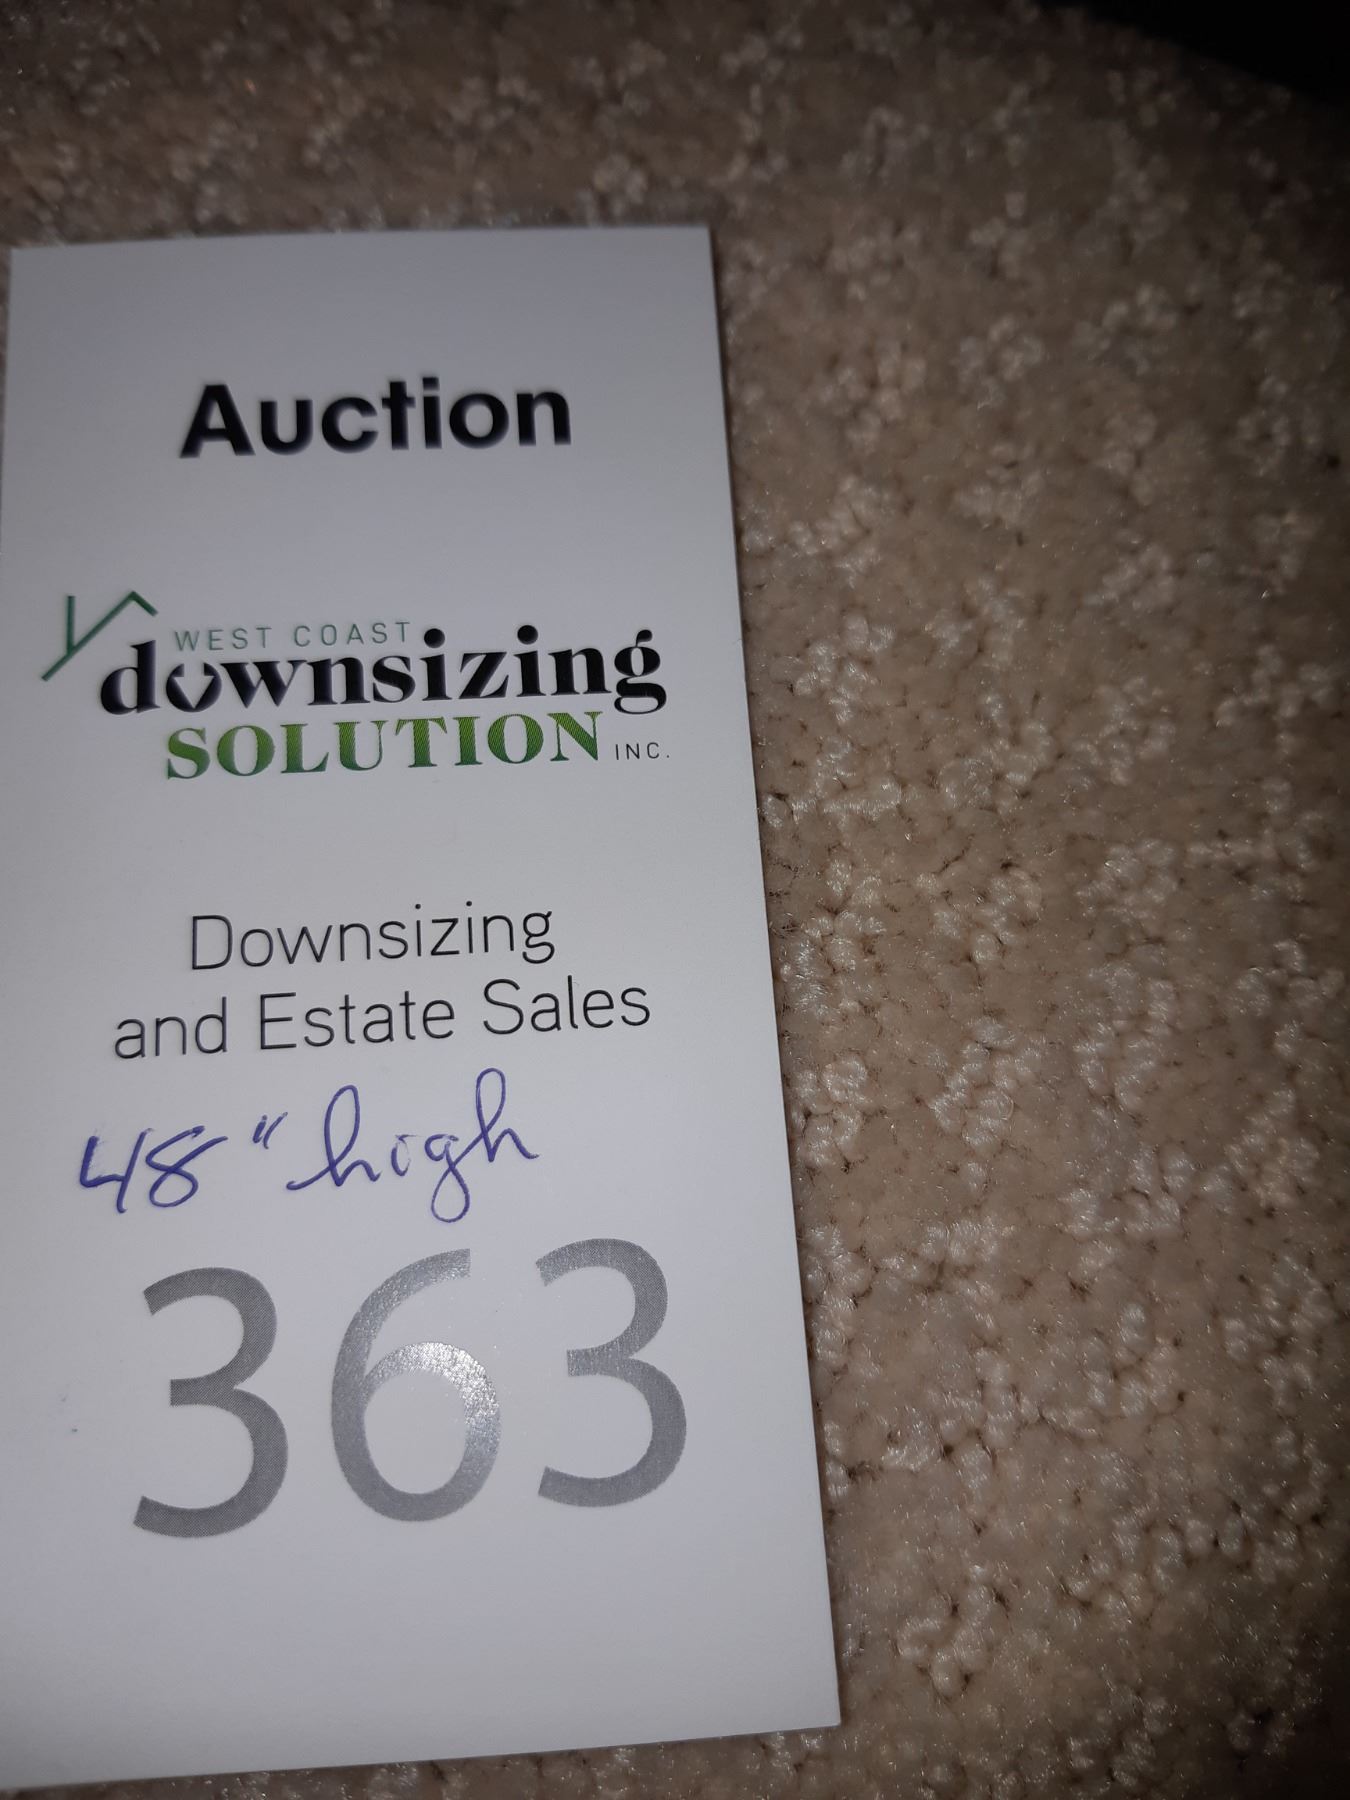 Auction
WEST COAST
downsizing
SOLUTION INC.
Downsizing
and Estate Sales
48" high
363